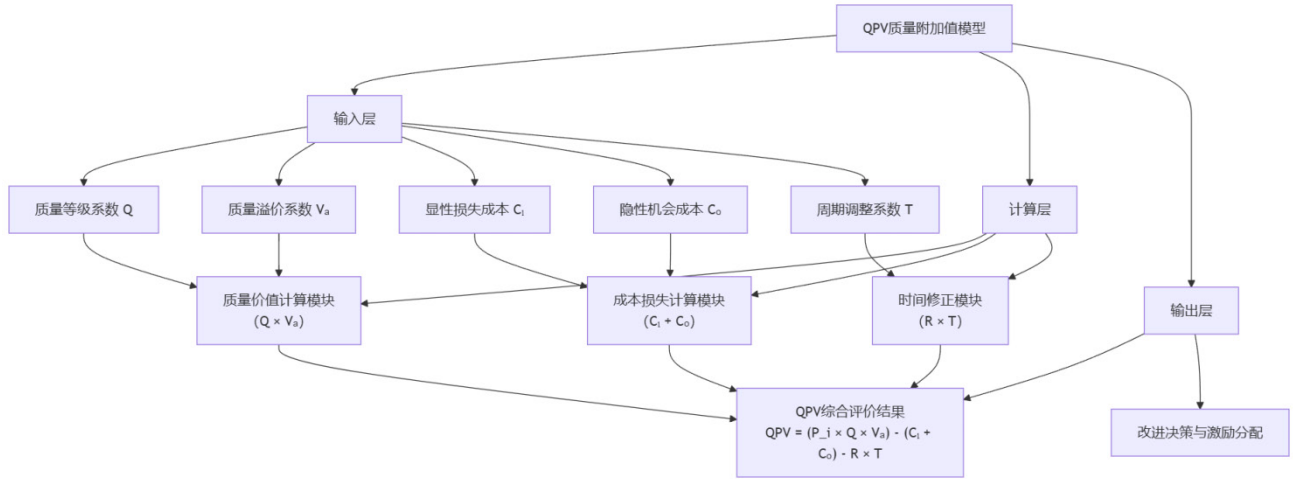 QPV质量附加值模型
输入层
质量等级系数 Q
质量溢价系数 Vₐ
显性损失成本 Cₗ
隐性机会成本 Cₒ
周期调整系数 T
计算层
质量价值计算模块
(Q × Vₐ)
成本损失计算模块
(Cₗ + Cₒ)
时间修正模块
(R × T)
输出层
QPV综合评价结果
QPV = (P_i × Q × Vₐ) - (Cₗ +
Cₒ) - R × T
改进决策与激励分配